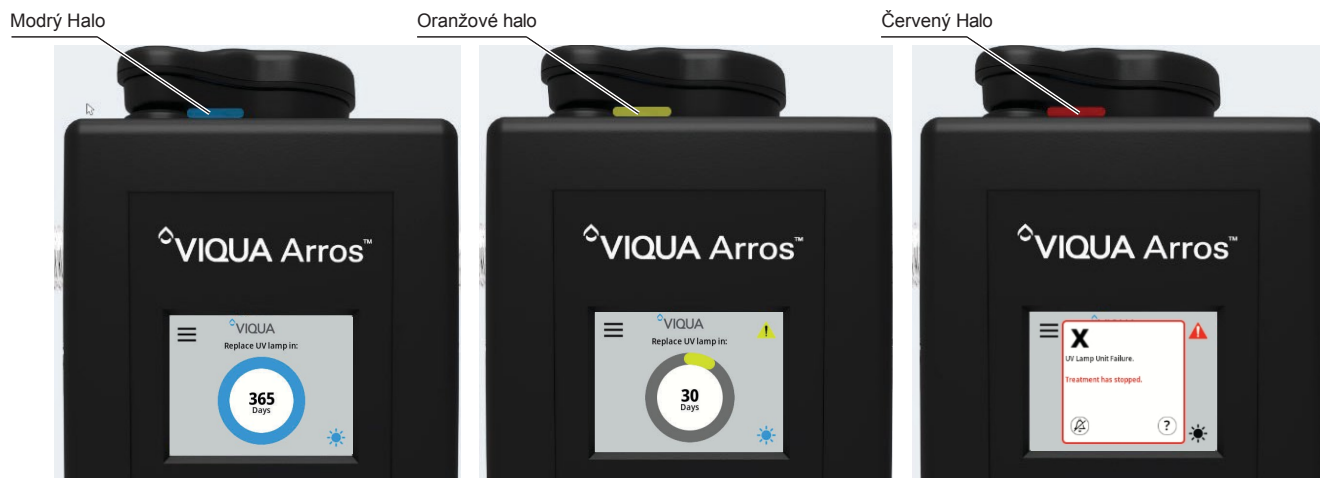 Modrý Halo
Oranžové halo
Červený Halo
VIQUA Arros™
VIQUA
Replace UV lamp in:
365
Days
VIQUA Arros™
VIQUA
Replace UV lamp in:
30
Days
VIQUA Arros™
X
UV Lamp Unit Failure.
Treatment has stopped.
?